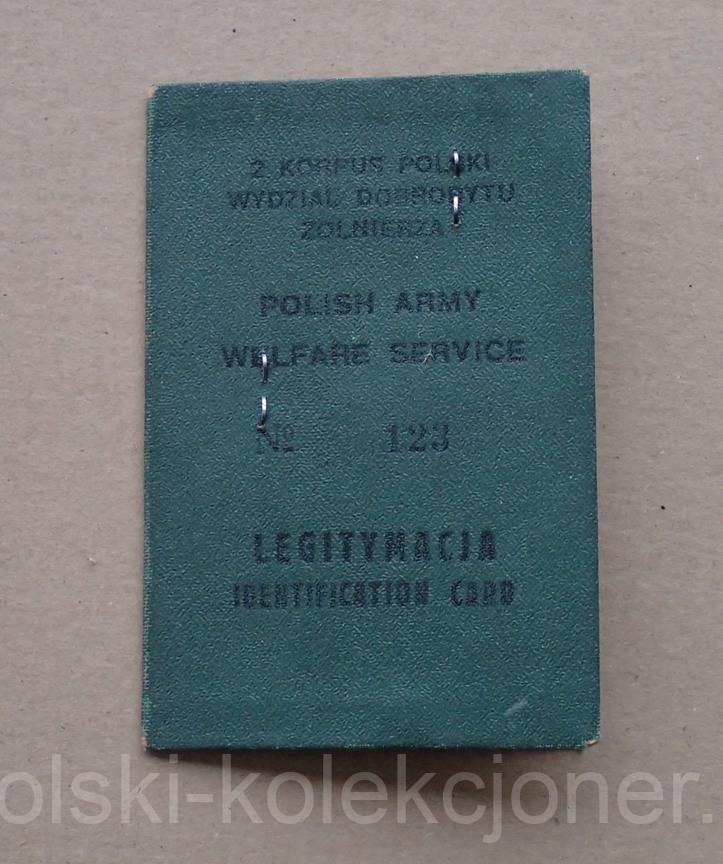 2 KORPUS POLSKI
WYDZIAŁ DOBROBYTU
ŻOŁNIERZA
POLISH ARMY
WELFARE SERVICE
№ 123
LEGITYMACJA
IDENTIFICATION CARD
olski-kolekcjoner.